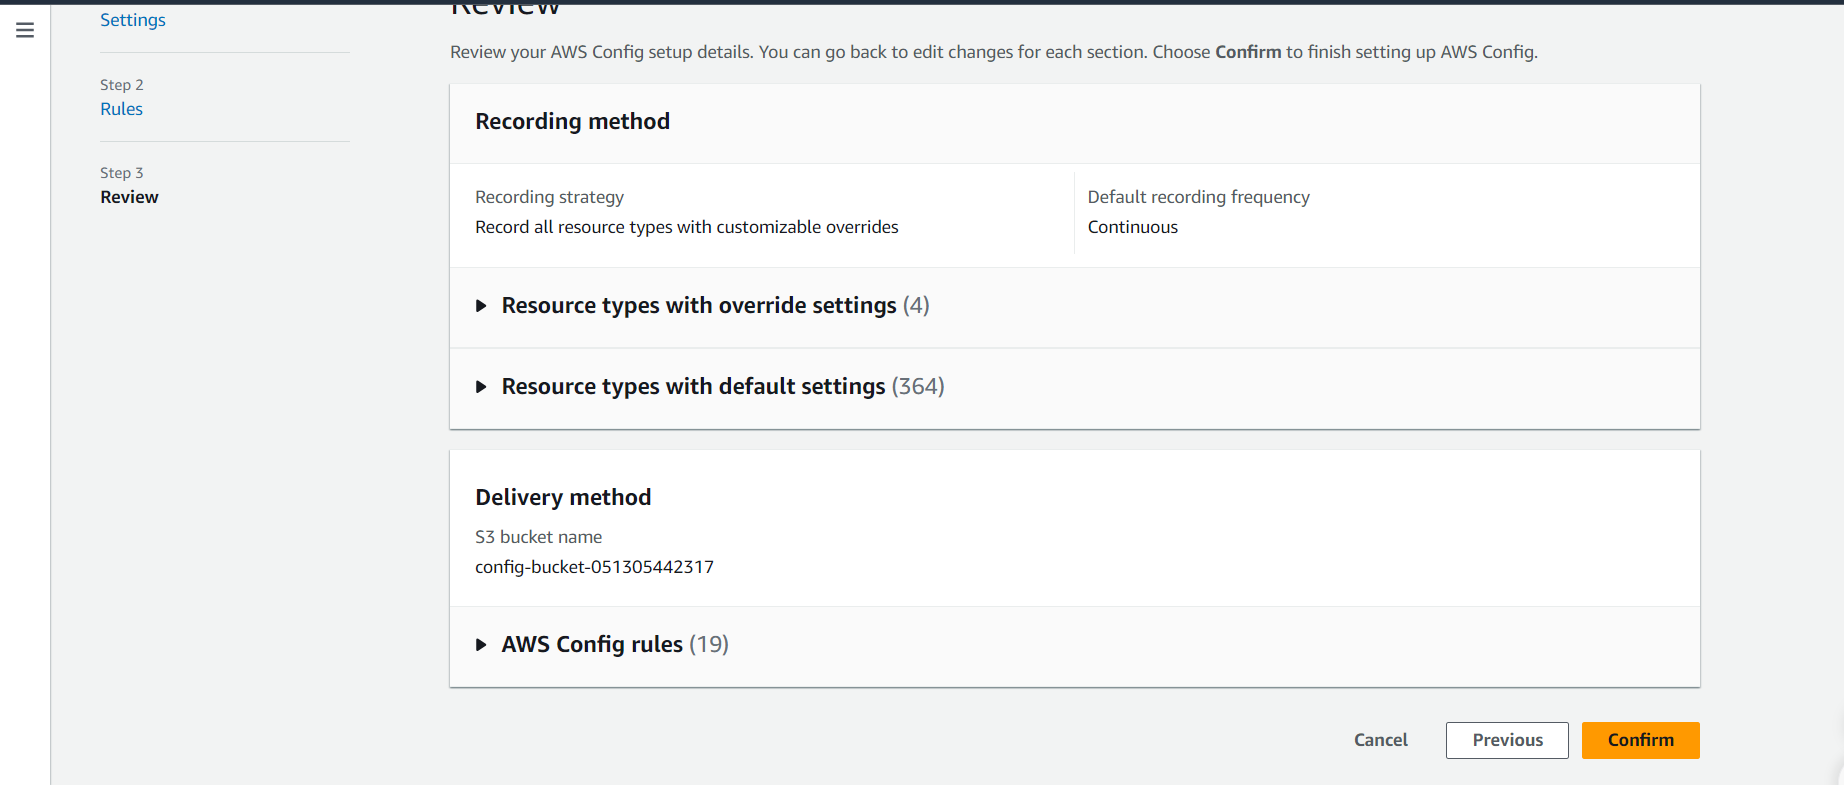 Settings
Step 2
Rules
Step 3
Review
Review
Review your AWS Config setup details. You can go back to edit changes for each section. Choose Confirm to finish setting up AWS Config.
Recording method
Recording strategy
Record all resource types with customizable overrides
Default recording frequency
Continuous
Resource types with override settings (4)
Resource types with default settings (364)
Delivery method
S3 bucket name
config-bucket-051305442317
AWS Config rules (19)
Cancel
Previous
Confirm